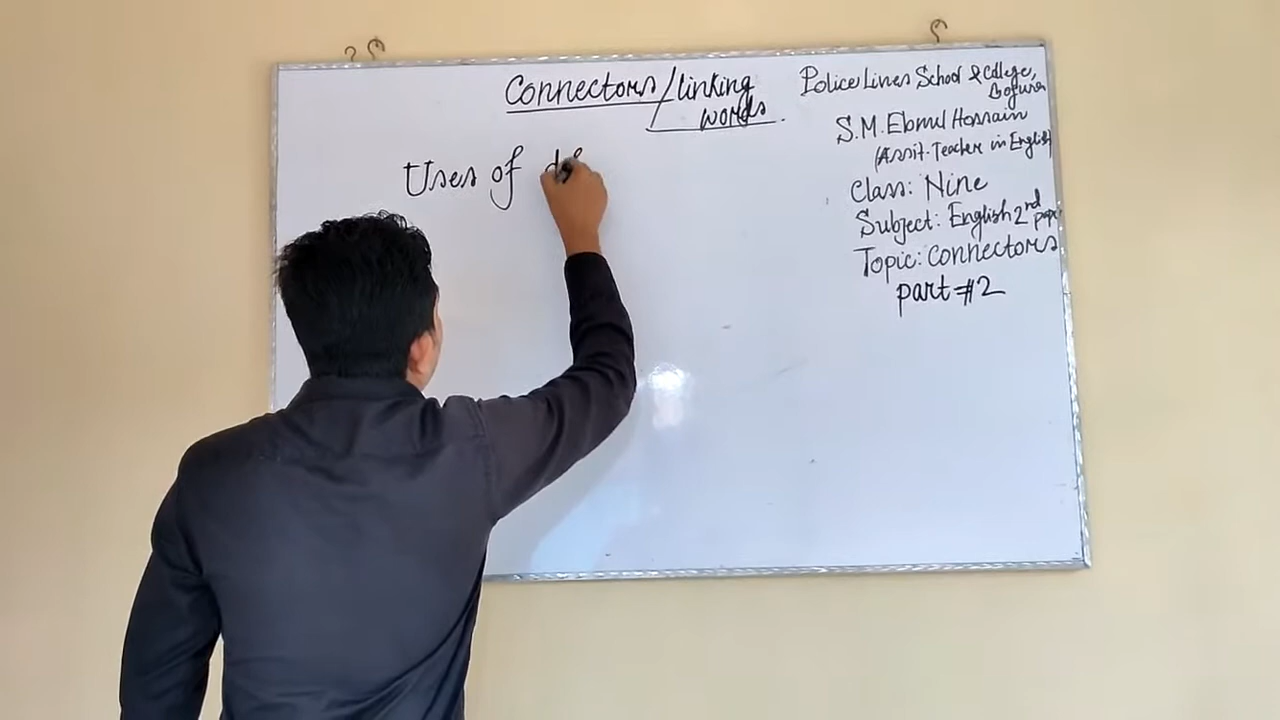 Connectors/linking
words.
Uses of
Police Lines School & College,
Bogura
S.M. Ebnul Hossain
(Assit. Teacher in English)
Class: Nine
Subject: English 2nd paper
Topic: Connectors
part #2